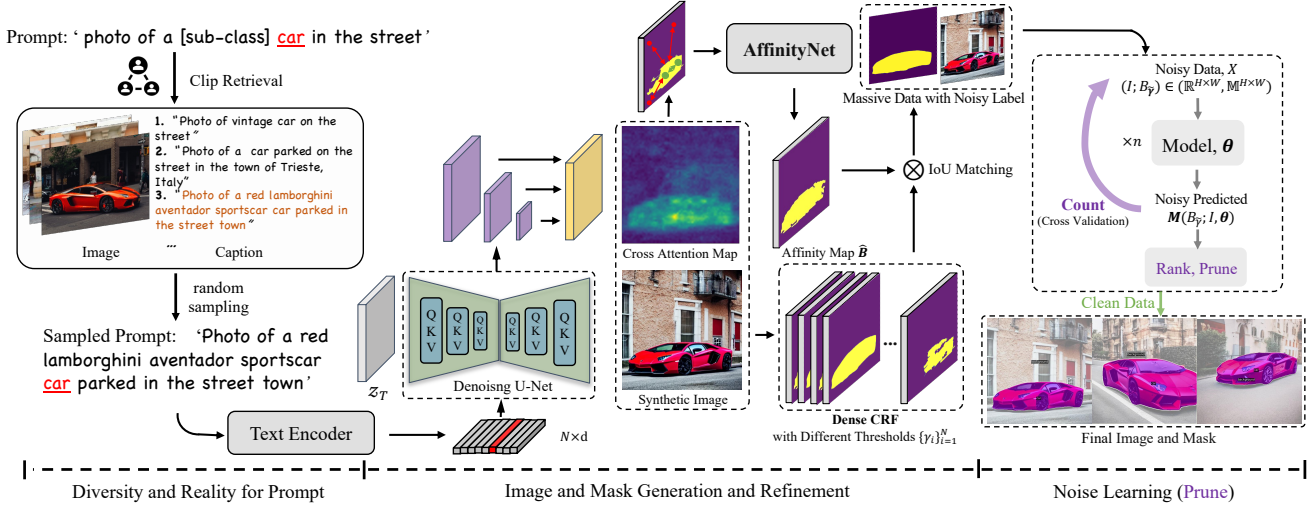 Prompt: ‘ photo of a [sub-class] car in the street’
Clip Retrieval
1. "Photo of vintage car on the
street"
2. "Photo of a car parked on the
street in the town of Trieste,
Italy"
3. "Photo of a red lamborghini
aventador sportscar car parked in
the street town"
...
Image
Caption
random
sampling
Sampled Prompt: ‘Photo of a red
lamborghini aventador sportscar
car parked in the street town’
Text Encoder
N×d
z_T
Q
K
V
Q
K
V
Q
K
V
Q
K
V
Q
K
V
Q
K
V
Denoisng U-Net
Cross Attention Map
Synthetic Image
AffinityNet
Affinity Map B̂
Massive Data with Noisy Label
IoU Matching
...
Dense CRF
with Different Thresholds {γᵢ}ᵢ₌₁ᴺ
Noisy Data, X
(I; B_γ̃) ∈ (ℝ^{H×W}, 𝕄^{H×W})
×n
Model, θ
Count
(Cross Validation)
Noisy Predicted
M(B_γ̃; I, θ)
Rank, Prune
Clean Data
Final Image and Mask
Diversity and Reality for Prompt
Image and Mask Generation and Refinement
Noise Learning (Prune)